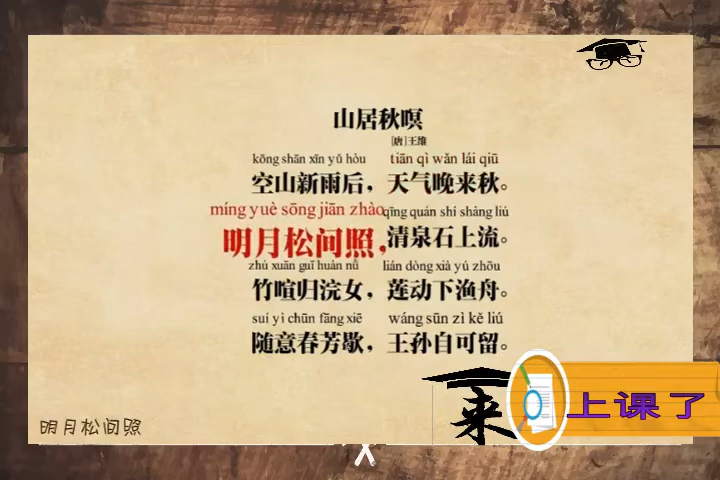 山居秋暝
[唐]王维
kōng shān xīn yǔ hòu tiān qì wǎn lái qiū
空山新雨后，天气晚来秋。
míng yuè sōng jiān zhào qīng quán shí shàng liú
明月松间照，清泉石上流。
zhú xuān guī huàn nǚ lián dòng xià yú zhōu
竹喧归浣女，莲动下渔舟。
suí yì chūn fāng xiē wáng sūn zì kě liú
随意春芳歇，王孙自可留。
来上课了
明月松间照